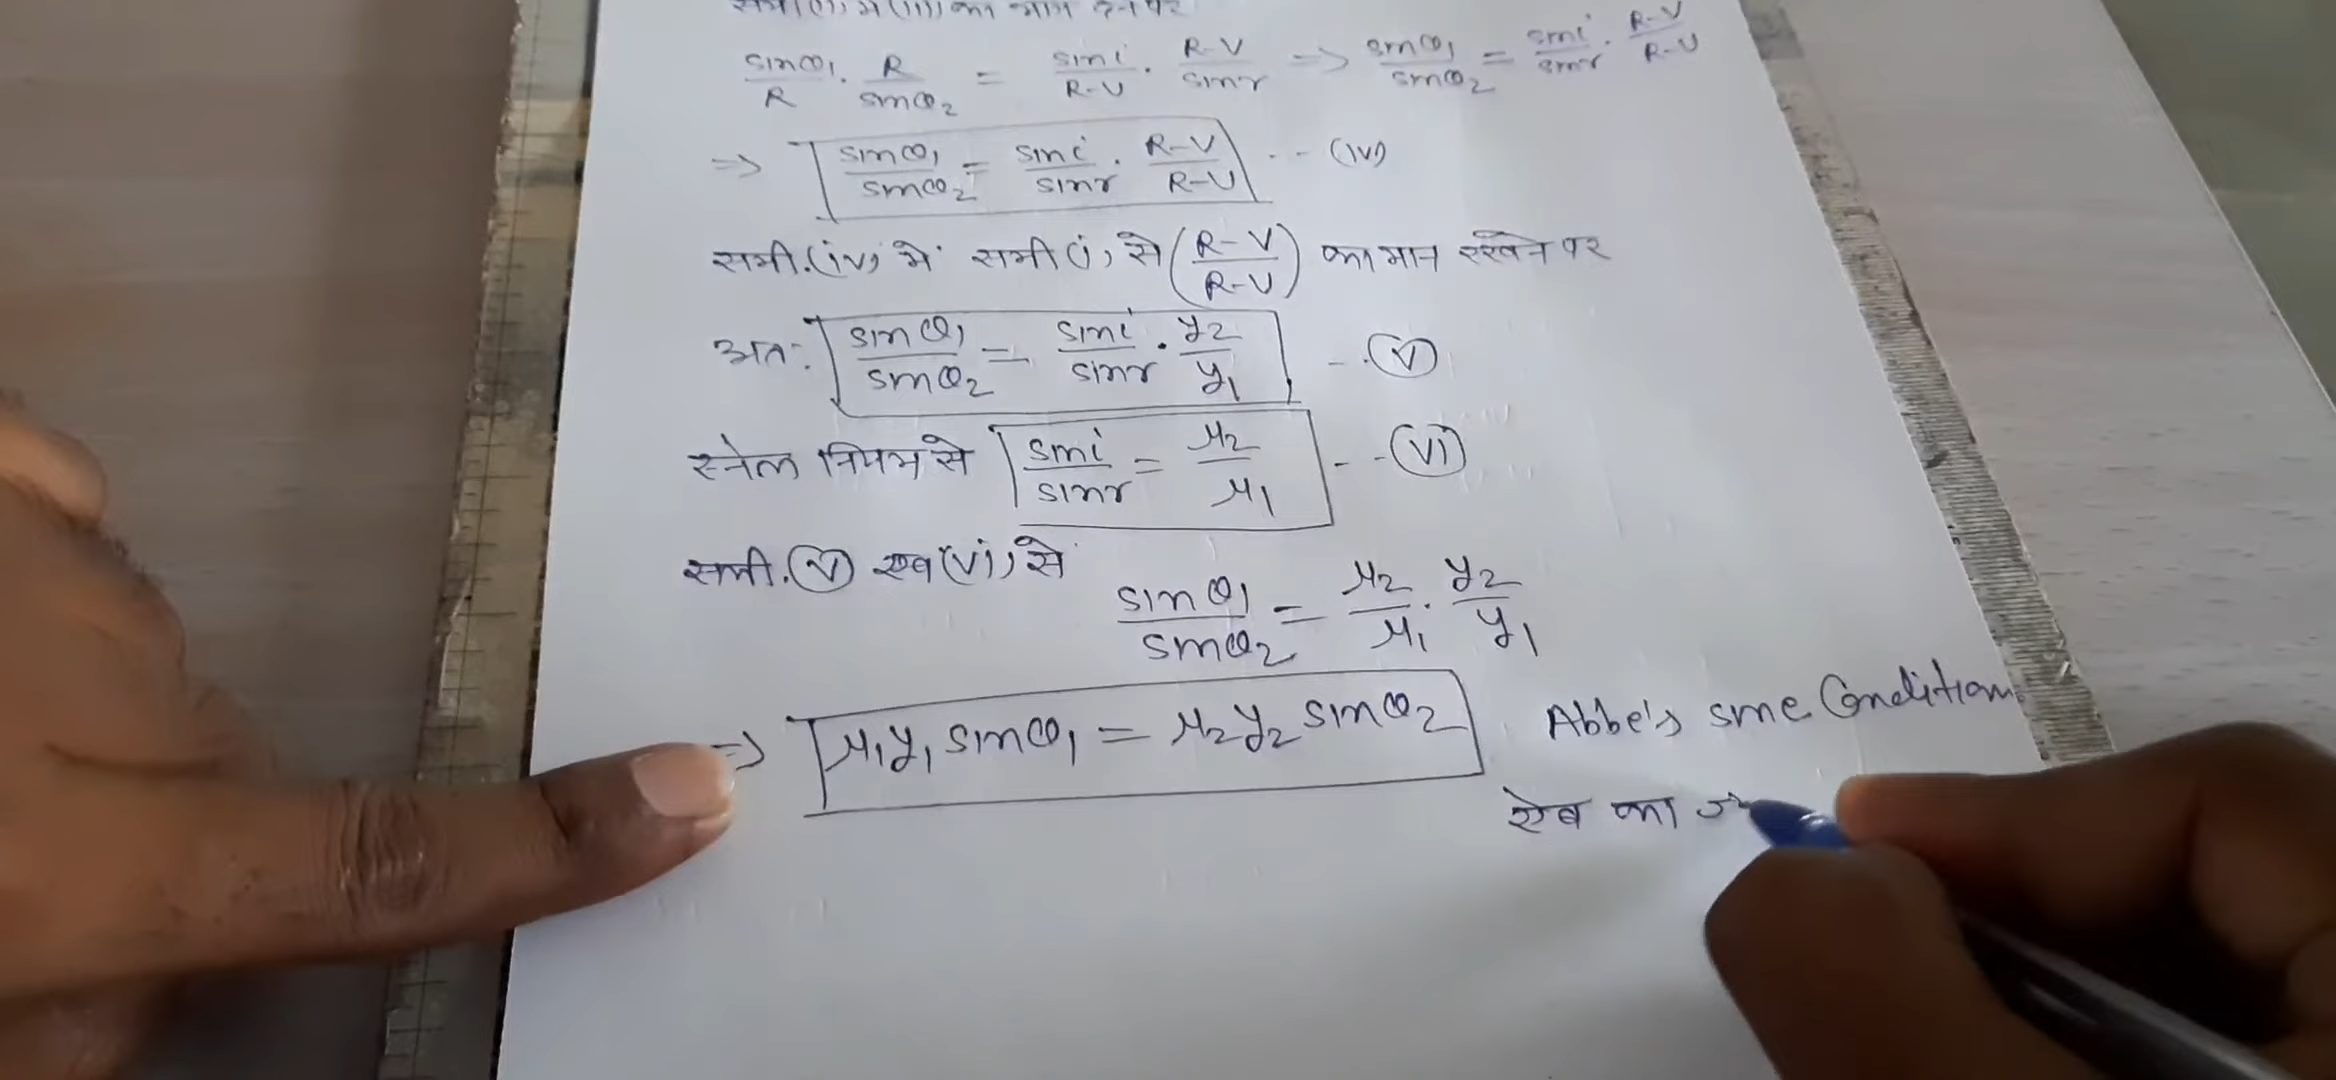 sinθ₁/R · R/sinθ₂ = sini/R-u · R-v/sinr => sinθ₁/sinθ₂ = sini/sinr · R-v/R-u
=> sinθ₁/sinθ₂ = sini/sinr · R-v/R-u -- (iv)
समी.(iv) में समी(i) से (R-v/R-u) का मान रखने पर
अतः sinθ₁/sinθ₂ = sini/sinr · y₂/y₁ -- (v)
स्नेल नियम से sini/sinr = μ₂/μ₁ -- (vi)
समी. (v) एवं (vi) से
sinθ₁/sinθ₂ = μ₂/μ₁ · y₂/y₁
=> μ₁y₁ sinθ₁ = μ₂y₂ sinθ₂ Abbe's sine Condition
ऐब का